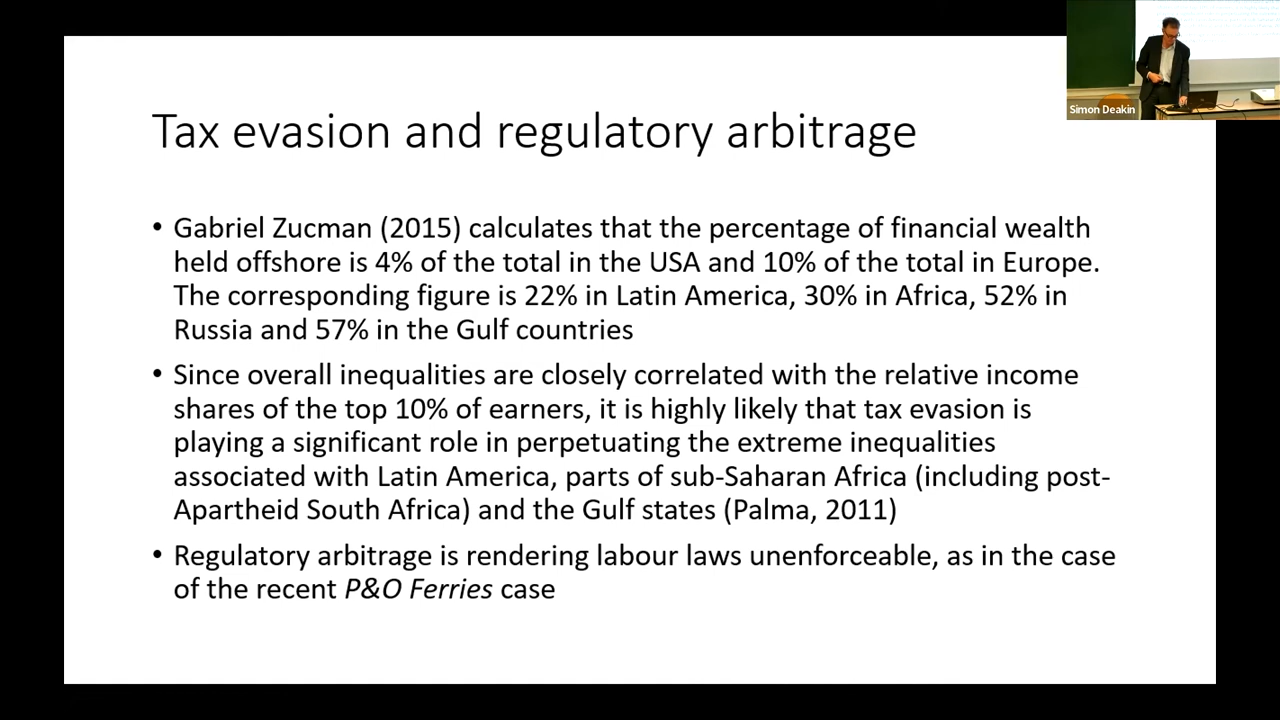 Simon Deakin
Tax evasion and regulatory arbitrage
• Gabriel Zucman (2015) calculates that the percentage of financial wealth
held offshore is 4% of the total in the USA and 10% of the total in Europe.
The corresponding figure is 22% in Latin America, 30% in Africa, 52% in
Russia and 57% in the Gulf countries
• Since overall inequalities are closely correlated with the relative income
shares of the top 10% of earners, it is highly likely that tax evasion is
playing a significant role in perpetuating the extreme inequalities
associated with Latin America, parts of sub-Saharan Africa (including post-
Apartheid South Africa) and the Gulf states (Palma, 2011)
• Regulatory arbitrage is rendering labour laws unenforceable, as in the case
of the recent P&O Ferries case